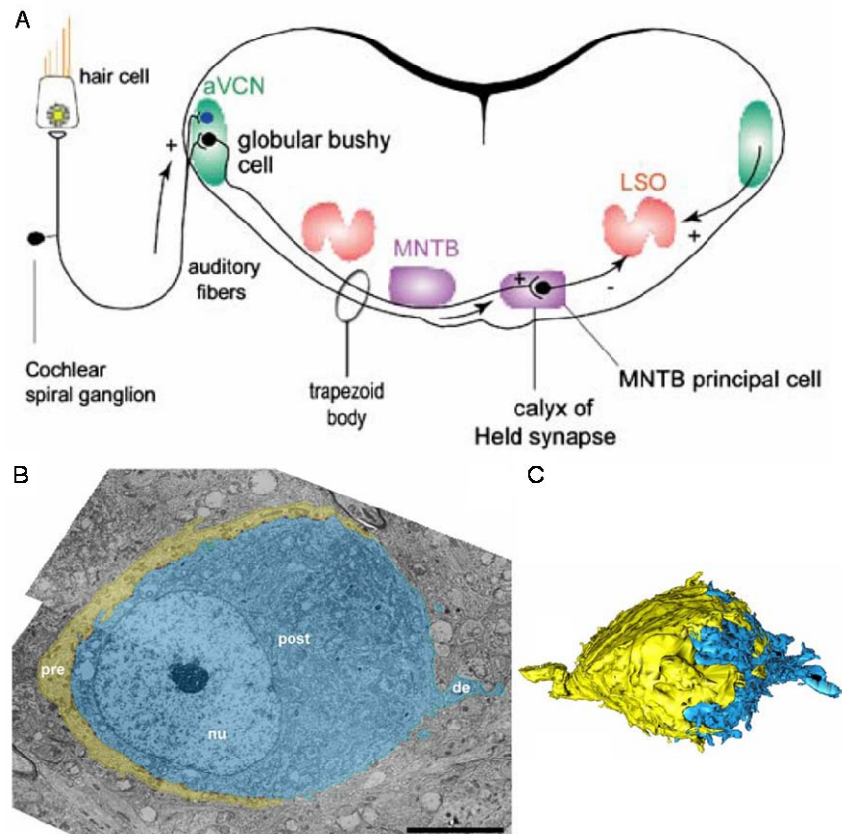 A
hair cell
aVCN
+
globular bushy
cell
LSO
+
MNTB
+
-
auditory
fibers
Cochlear
spiral ganglion
trapezoid
body
MNTB principal cell
calyx of
Held synapse
B
C
post
pre
de
nu